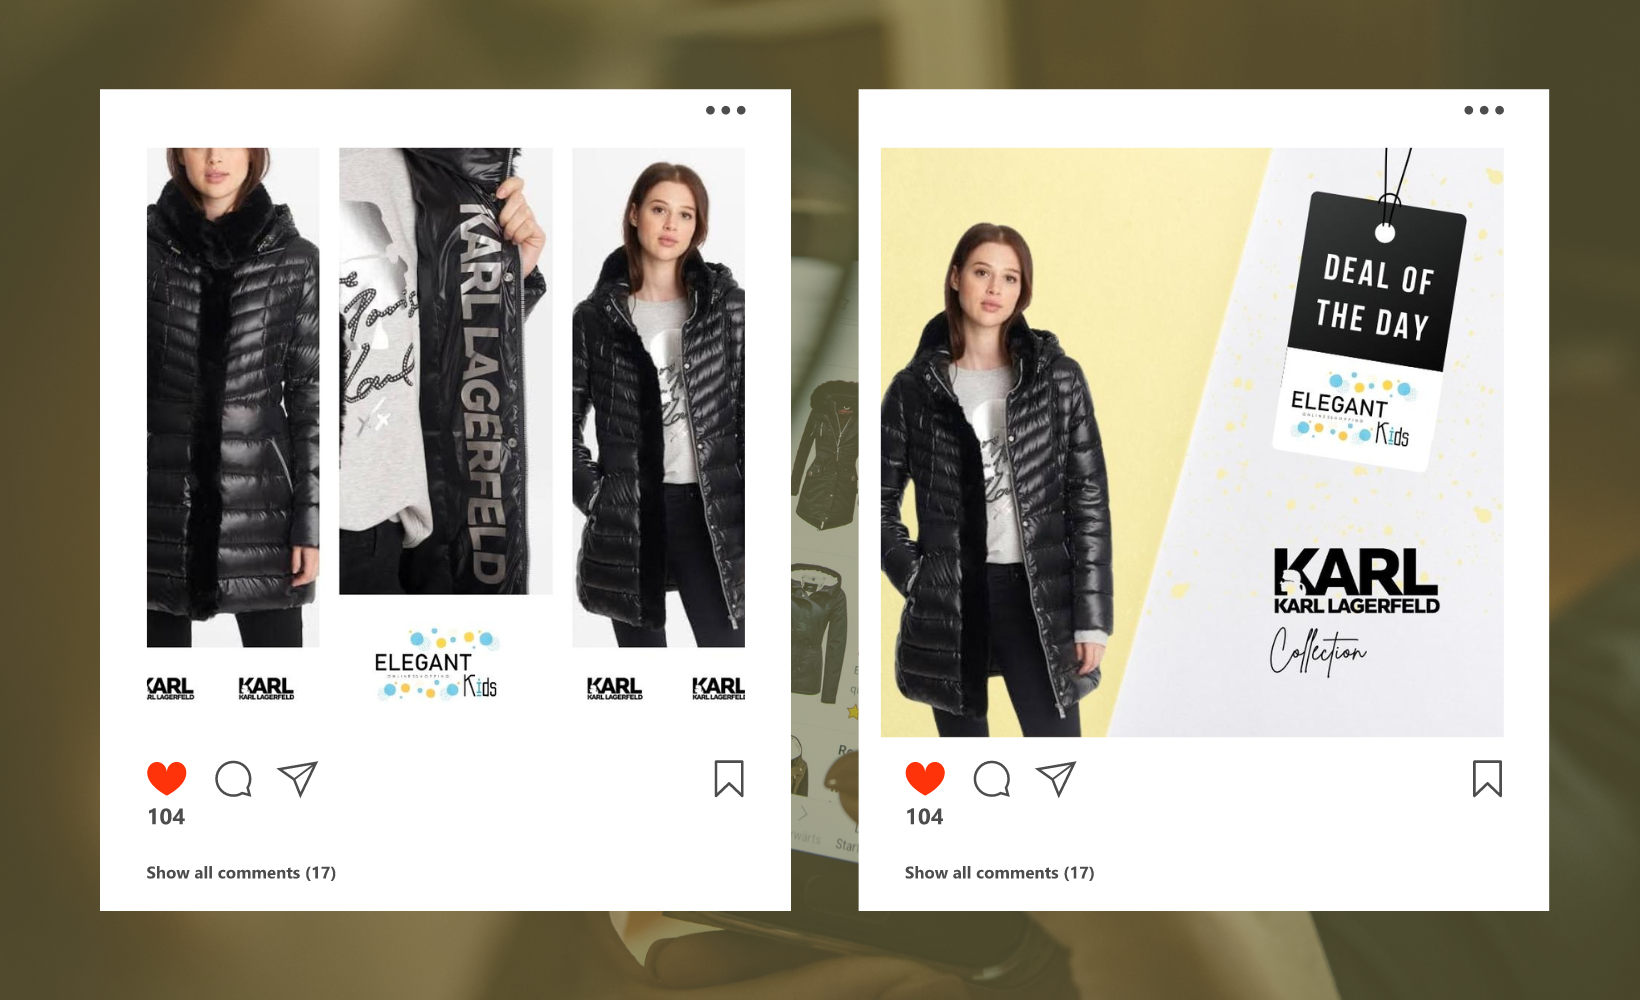 KARL LAGERFELD
ELEGANT
ONLINESHOPPING
Kids
KARL
KARL LAGERFELD
KARL
KARL LAGERFELD
KARL
KARL LAGERFELD
KARL
KARL LAGERFELD
104
Show all comments (17)
DEAL OF
THE DAY
ELEGANT
ONLINESHOPPING
Kids
KARL
KARL LAGERFELD
Collection
104
Show all comments (17)